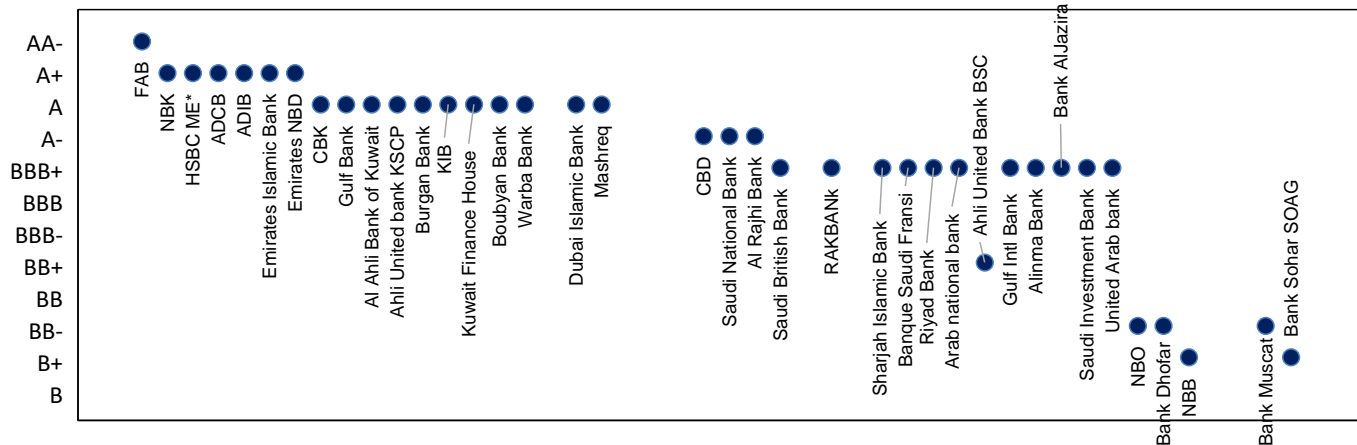 AA-
A+
A
A-
BBB+
BBB
BBB-
BB+
BB
BB-
B+
B
FAB
NBK
HSBC ME*
ADCB
ADIB
Emirates Islamic Bank
Emirates NBD
CBK
Gulf Bank
Al Ahli Bank of Kuwait
Ahli United bank KSCP
Burgan Bank
KIB
Kuwait Finance House
Boubyan Bank
Warba Bank
Dubai Islamic Bank
Mashreq
CBD
Saudi National Bank
Al Rajhi Bank
Saudi British Bank
RAKBANk
Sharjah Islamic Bank
Banque Saudi Fransi
Riyad Bank
Arab national bank
Ahli United Bank BSC
Gulf Intl Bank
Alinma Bank
Bank AlJazira
Saudi Investment Bank
United Arab bank
NBO
Bank Dhofar
NBB
Bank Muscat
Bank Sohar SOAG